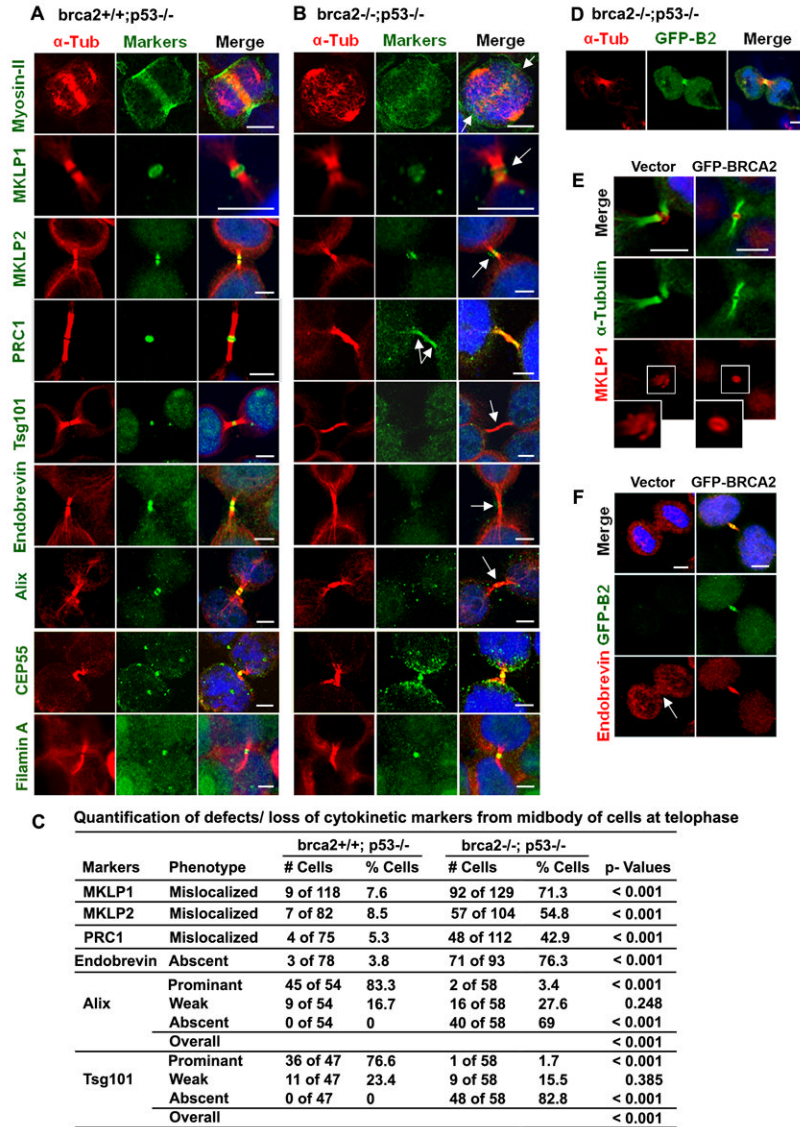 A brca2+/+;p53-/-
α-Tub Markers Merge
Myosin-II
MKLP1
MKLP2
PRC1
Tsg101
Endobrevin
Alix
CEP55
Filamin A
B brca2-/-;p53-/-
α-Tub Markers Merge
D brca2-/-;p53-/-
α-Tub GFP-B2 Merge
E
Vector GFP-BRCA2
Merge
α-Tubulin
MKLP1
F
Vector GFP-BRCA2
Merge
GFP-B2
Endobrevin
C Quantification of defects/ loss of cytokinetic markers from midbody of cells at telophase
brca2+/+; p53-/- brca2-/-; p53-/-
Markers Phenotype # Cells % Cells # Cells % Cells p- Values
MKLP1 Mislocalized 9 of 118 7.6 92 of 129 71.3 < 0.001
MKLP2 Mislocalized 7 of 82 8.5 57 of 104 54.8 < 0.001
PRC1 Mislocalized 4 of 75 5.3 48 of 112 42.9 < 0.001
Endobrevin Abscent 3 of 78 3.8 71 of 93 76.3 < 0.001
Prominant 45 of 54 83.3 2 of 58 3.4 < 0.001
Alix Weak 9 of 54 16.7 16 of 58 27.6 0.248
Abscent 0 of 54 0 40 of 58 69 < 0.001
Overall < 0.001
Prominant 36 of 47 76.6 1 of 58 1.7 < 0.001
Tsg101 Weak 11 of 47 23.4 9 of 58 15.5 0.385
Abscent 0 of 47 0 48 of 58 82.8 < 0.001
Overall < 0.001